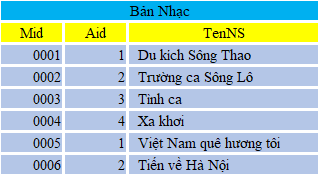 Bản Nhạc
Mid Aid TenNS
0001 1 Du kich Sông Thao
0002 2 Trường ca Sông Lô
0003 3 Tình ca
0004 4 Xa khơi
0005 1 Việt Nam quê hương tôi
0006 2 Tiến về Hà Nội